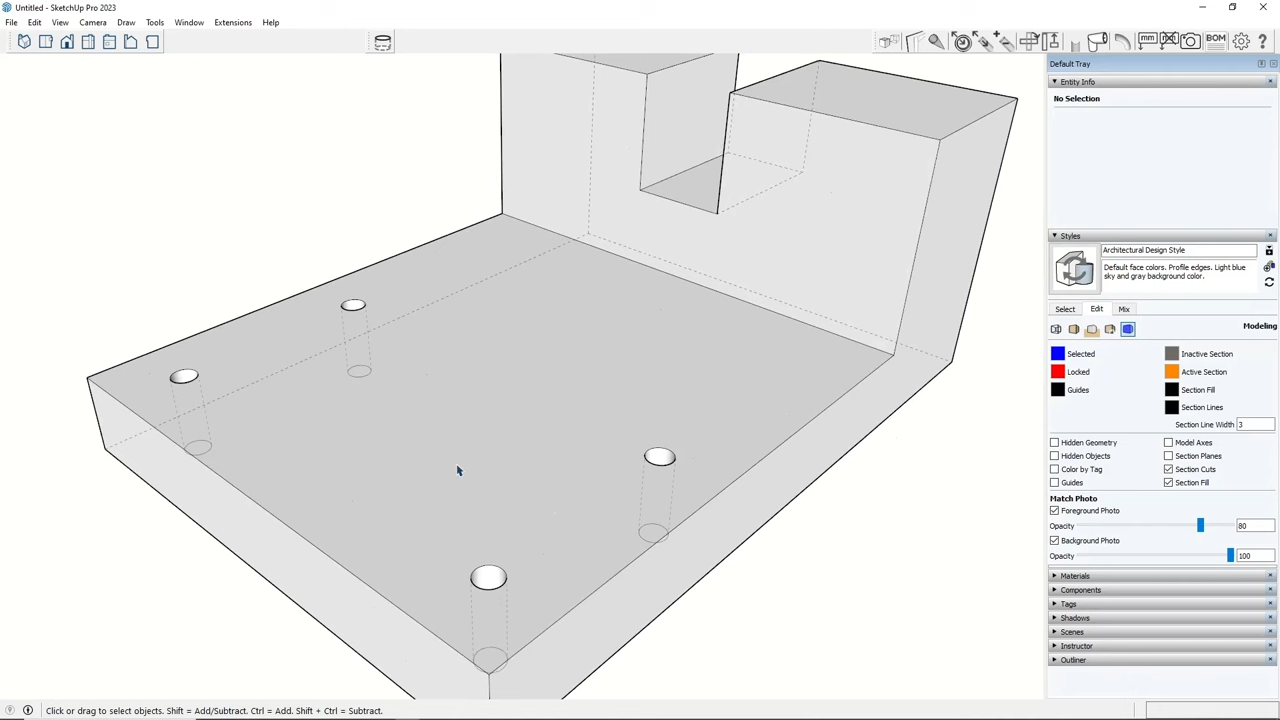 Untitled - SketchUp Pro 2023
File Edit View Camera Draw Tools Window Extensions Help
BOM
Default Tray
Entity Info
No Selection
Styles
Architectural Design Style
Default face colors. Profile edges. Light blue
sky and gray background color.
Select Edit Mix
Modeling
Selected Inactive Section
Locked Active Section
Guides Section Fill
Section Lines
Section Line Width 3
Hidden Geometry Model Axes
Hidden Objects Section Planes
Color by Tag Section Cuts
Guides Section Fill
Match Photo
Foreground Photo
Opacity 80
Background Photo
Opacity 100
Materials
Components
Tags
Shadows
Scenes
Instructor
Outliner
Click or drag to select objects. Shift = Add/Subtract. Ctrl = Add. Shift + Ctrl = Subtract.